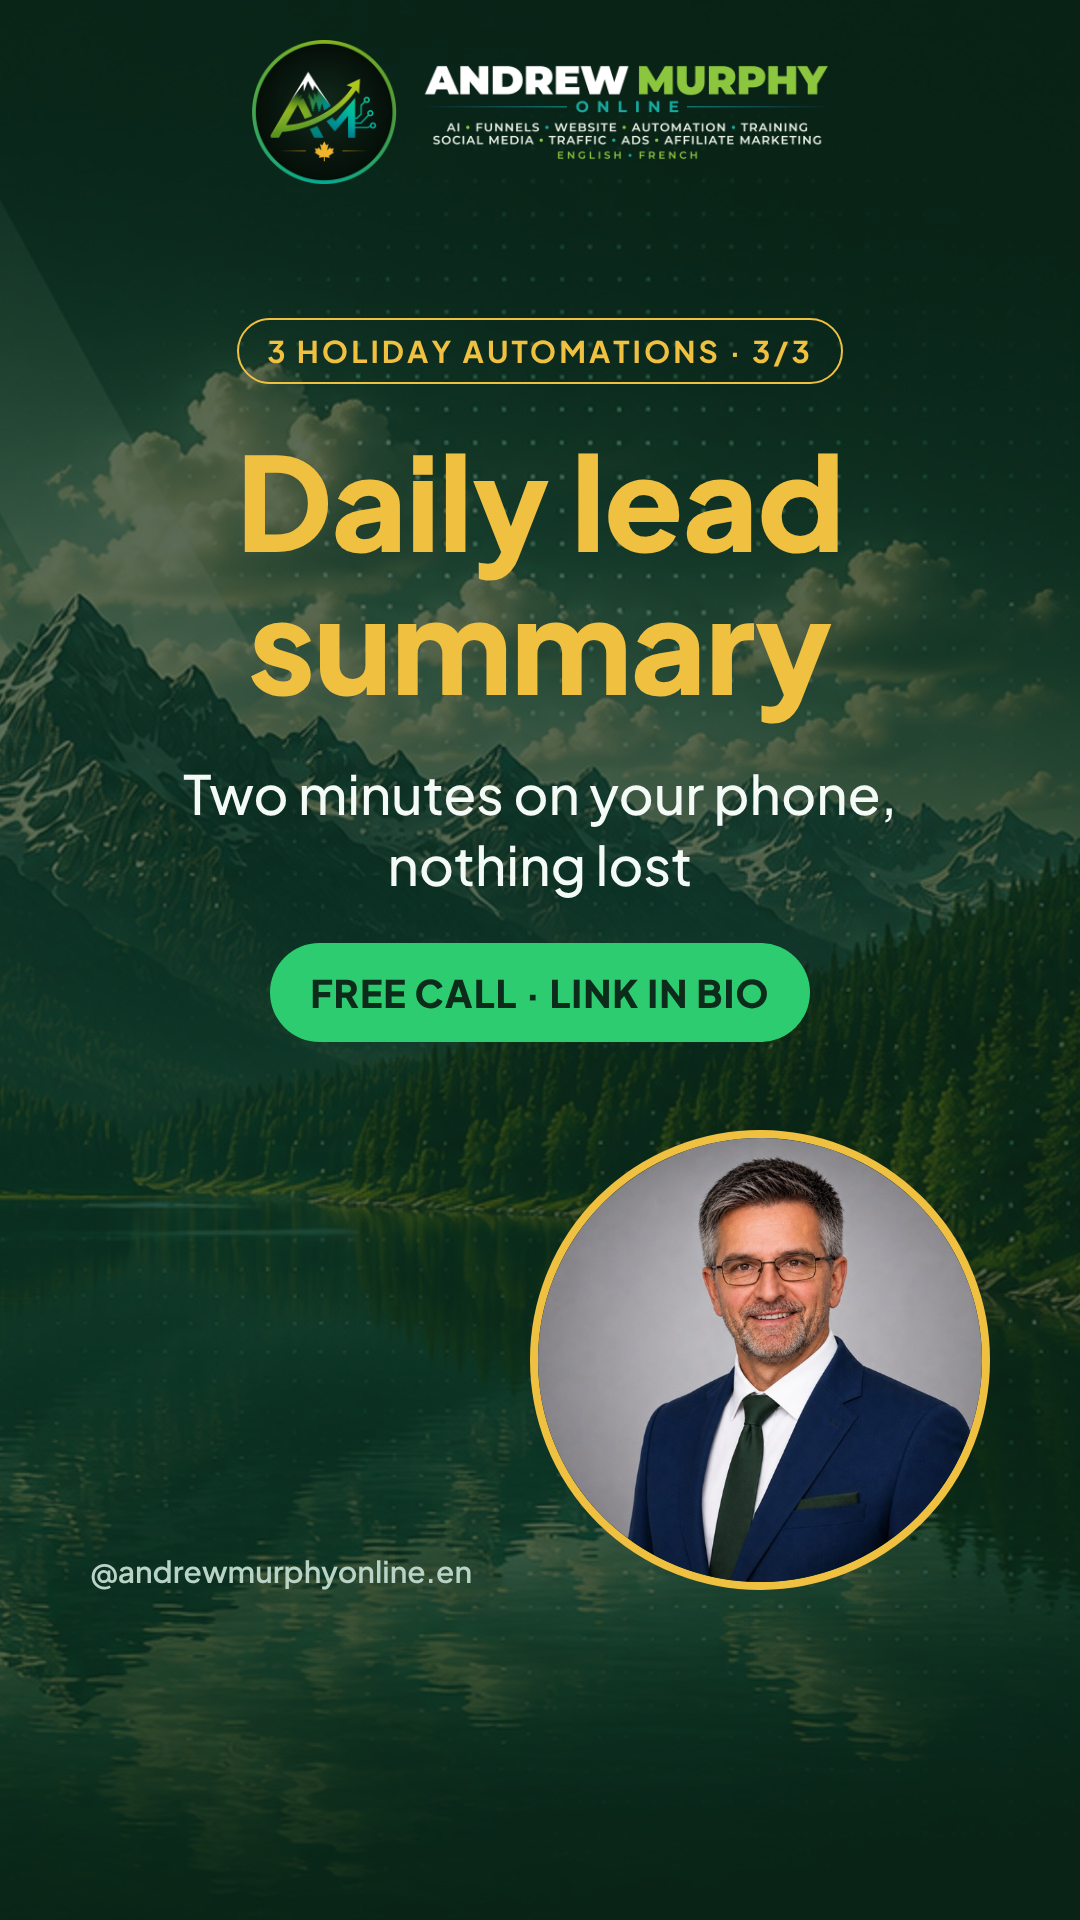 AM
ANDREW MURPHY
ONLINE
AI • FUNNELS • WEBSITE • AUTOMATION • TRAINING
SOCIAL MEDIA • TRAFFIC • ADS • AFFILIATE MARKETING
ENGLISH • FRENCH
3 HOLIDAY AUTOMATIONS · 3/3
Daily lead
summary
Two minutes on your phone,
nothing lost
FREE CALL · LINK IN BIO
@andrewmurphyonline.en